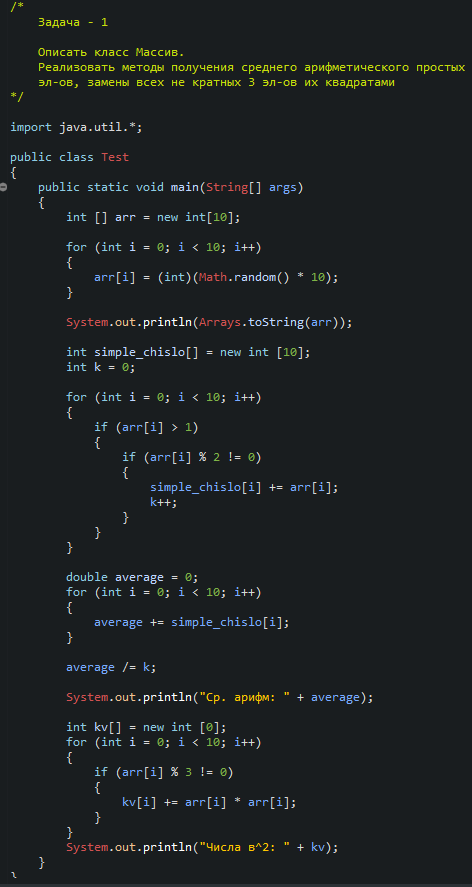 /*
    Задача - 1

    Описать класс Массив.
    Реализовать методы получения среднего арифметического простых
    эл-ов, замены всех не кратных 3 эл-ов их квадратами
*/

import java.util.*;

public class Test
{
    public static void main(String[] args)
    {
        int [] arr = new int[10];

        for (int i = 0; i < 10; i++)
        {
            arr[i] = (int)(Math.random() * 10);
        }

        System.out.println(Arrays.toString(arr));

        int simple_chislo[] = new int [10];
        int k = 0;

        for (int i = 0; i < 10; i++)
        {
            if (arr[i] > 1)
            {
                if (arr[i] % 2 != 0)
                {
                    simple_chislo[i] += arr[i];
                    k++;
                }
            }
        }

        double average = 0;
        for (int i = 0; i < 10; i++)
        {
            average += simple_chislo[i];
        }

        average /= k;

        System.out.println("Ср. арифм: " + average);

        int kv[] = new int [0];
        for (int i = 0; i < 10; i++)
        {
            if (arr[i] % 3 != 0)
            {
                kv[i] += arr[i] * arr[i];
            }
        }
        System.out.println("Числа в^2: " + kv);
    }
}